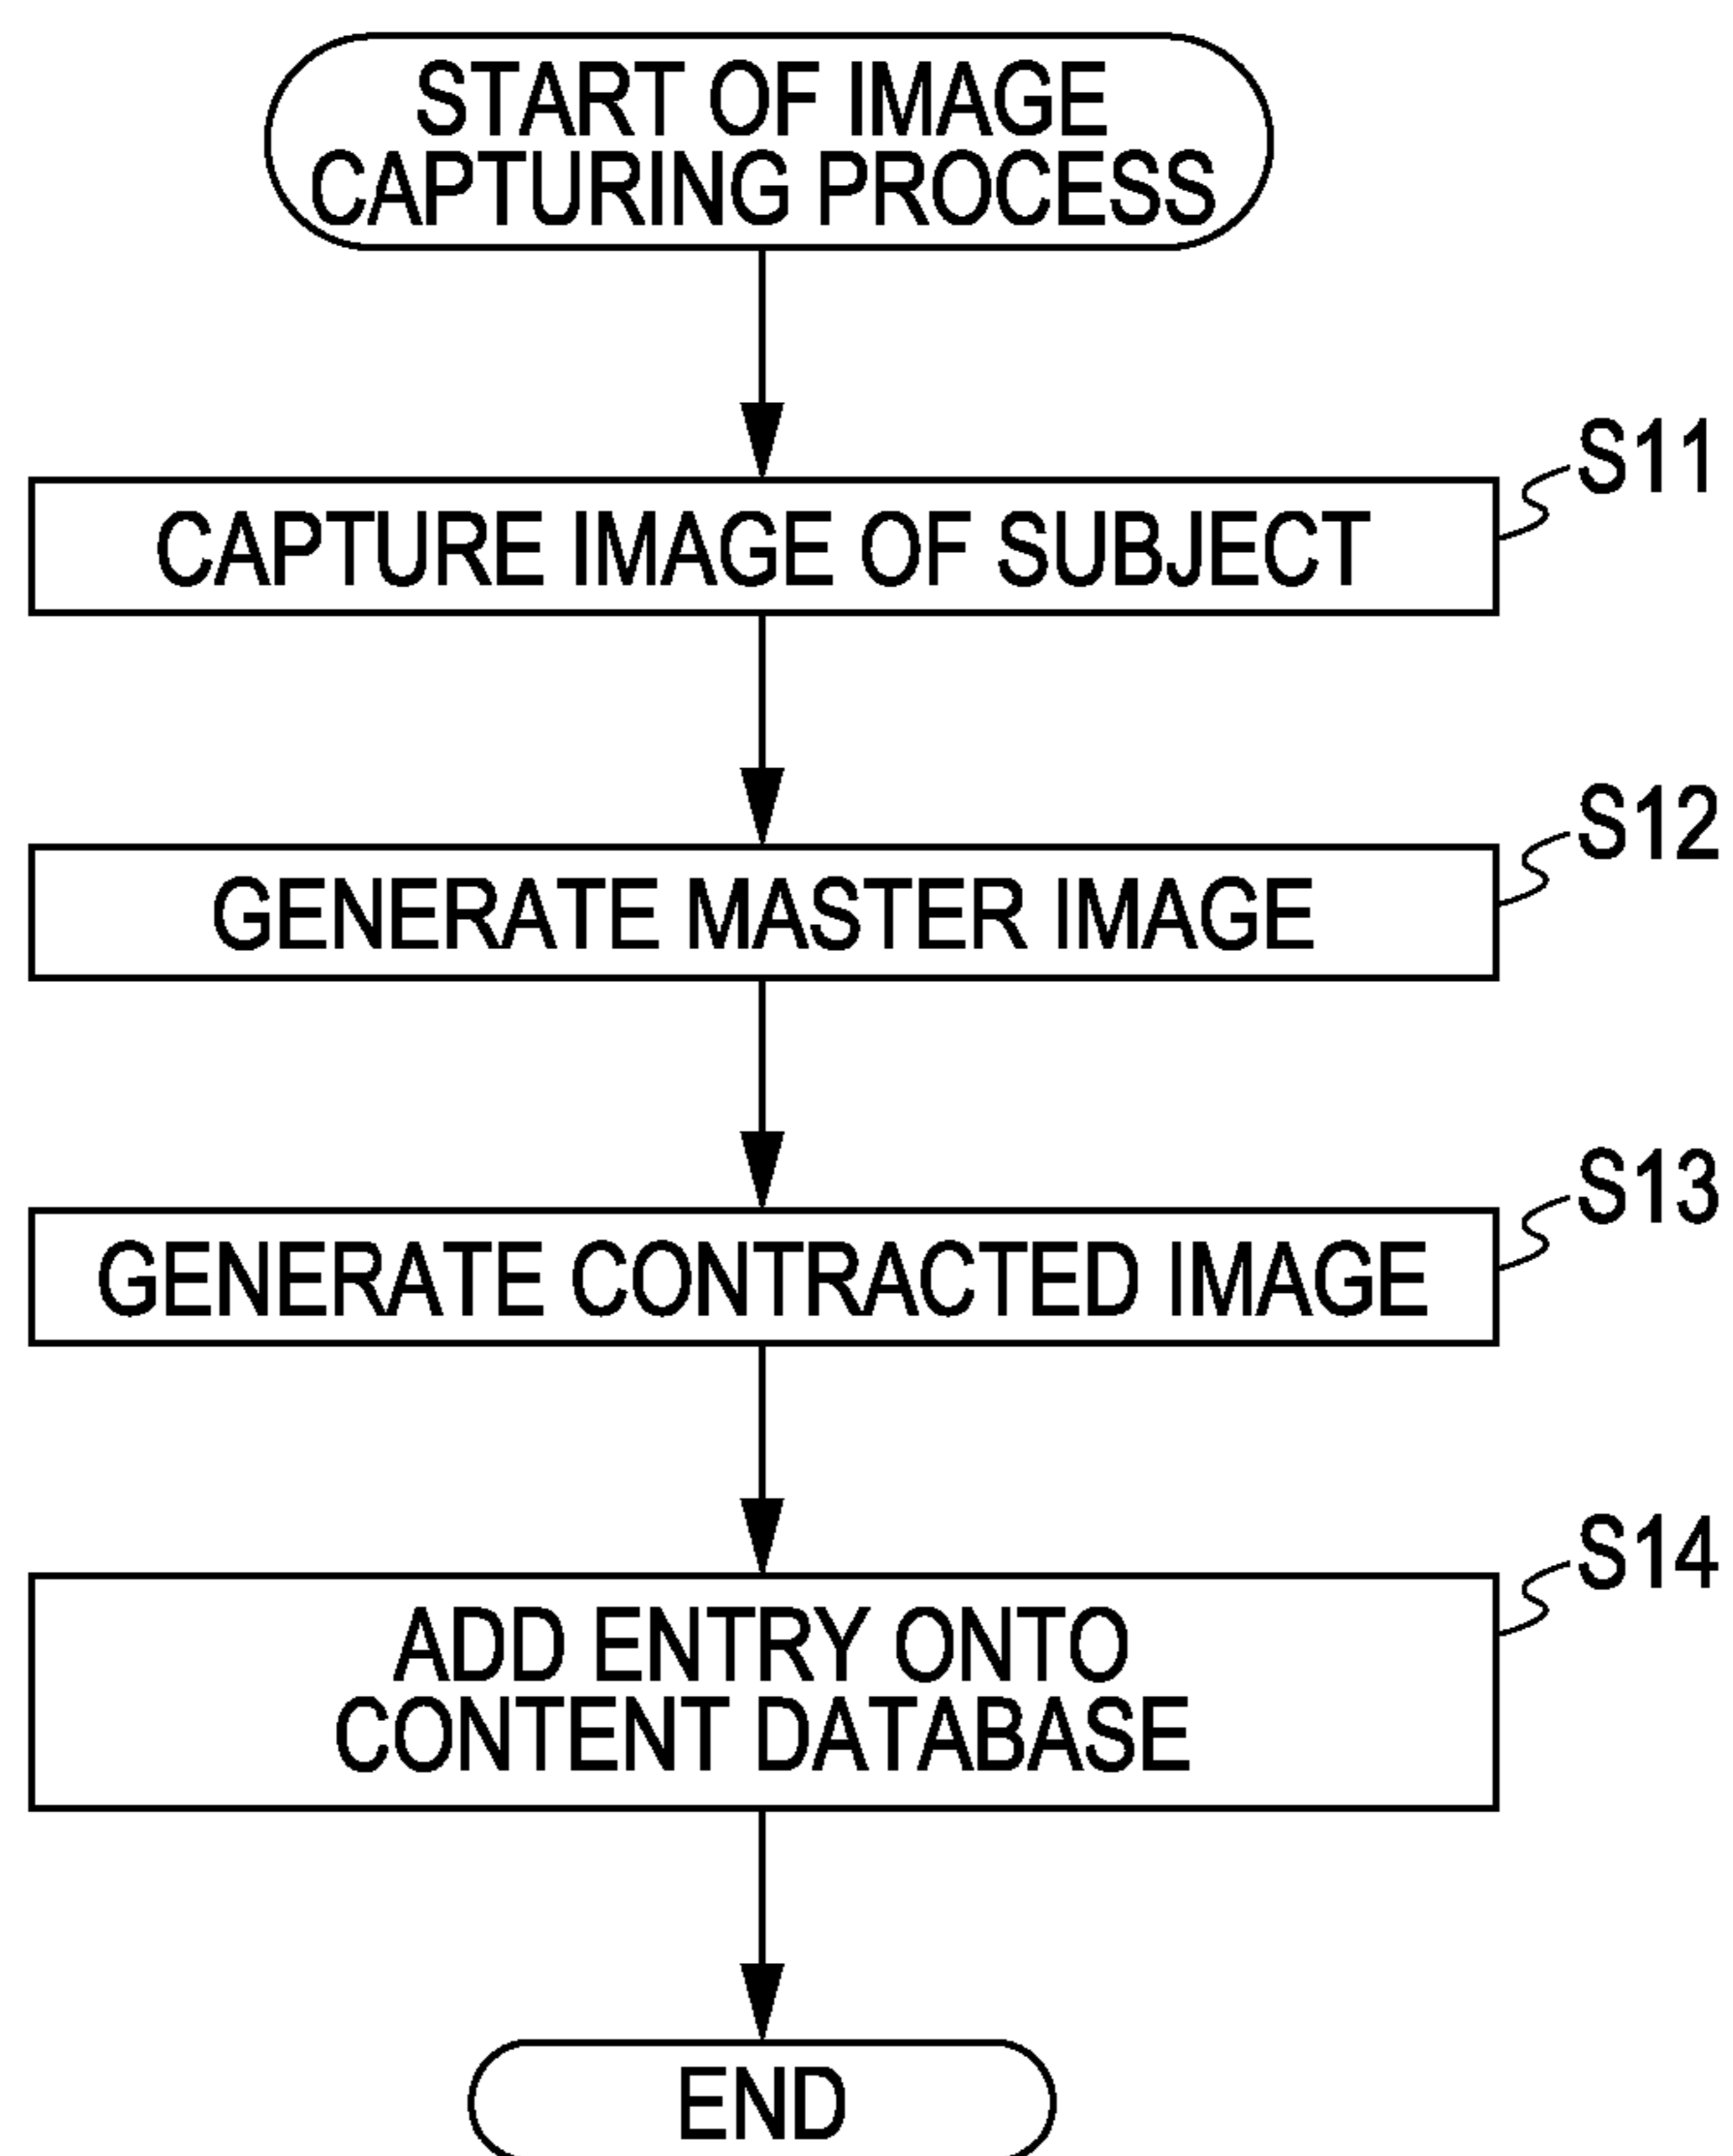 START OF IMAGE
CAPTURING PROCESS
S11
CAPTURE IMAGE OF SUBJECT
S12
GENERATE MASTER IMAGE
S13
GENERATE CONTRACTED IMAGE
S14
ADD ENTRY ONTO
CONTENT DATABASE
END